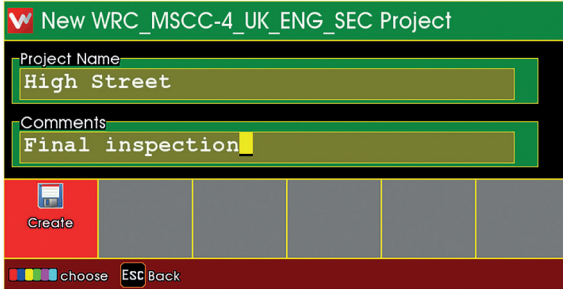 New WRC_MSCC-4_UK_ENG_SEC Project
Project Name
High Street
Comments
Final inspection
Create
choose ESC Back